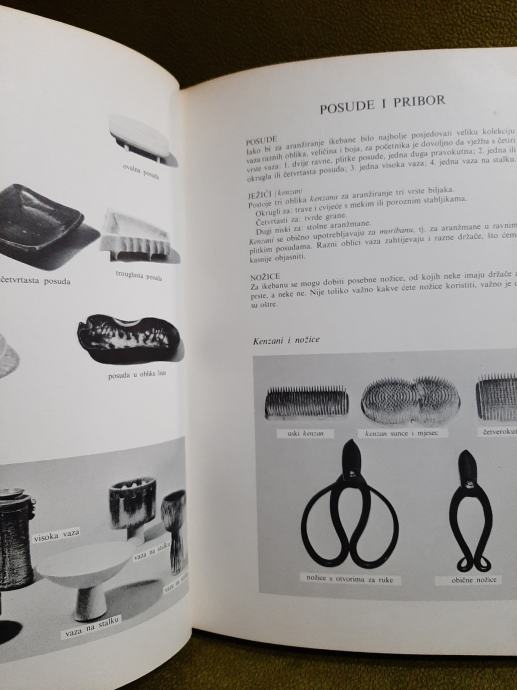 ovalna posuda
četvrtasta posuda
trouglasta posuda
posuda u obliku lista
visoka vaza
vaza na stalku
vaza na stalku
vaza na
POSUDE I PRIBOR
POSUDE
Iako bi za aranžiranje ikebane bilo najbolje posjedovati veliku kolekciju
vaza raznih oblika, veličina i boja, za početnika je dovoljno da vježba s četiri
vrste vaza: 1. dvije ravne, plitke posude, jedna duga pravokutna; 2. jedna ili
okrugla ili četvrtasta posuda; 3. jedna visoka vaza; 4. jedna vaza na stalku.
JEŽIĆI /kenzani
Postoje tri oblika kenzana za aranžiranje tri vrste biljaka.
Okrugli za: trave i cvijeće s mekim ili poroznim stabljikama.
Četvrtasti za: tvrde grane.
Dugi niski za: stolne aranžmane.
Kenzani se obično upotrebljavaju za moribanu, tj. za aranžmane u ravnim
plitkim posudama. Razni oblici vaza zahtijevaju i razne držače, što ćemo
kasnije objasniti.
NOŽICE
Za ikebanu se mogu dobiti posebne nožice, od kojih neke imaju držače za
prste, a neke ne. Nije toliko važno kakve ćete nožice koristiti, važno je da
su oštre.
Kenzani i nožice
uski kenzan
kenzan sunce i mjesec
četverokut
nožice s otvorima za ruke
obične nožice